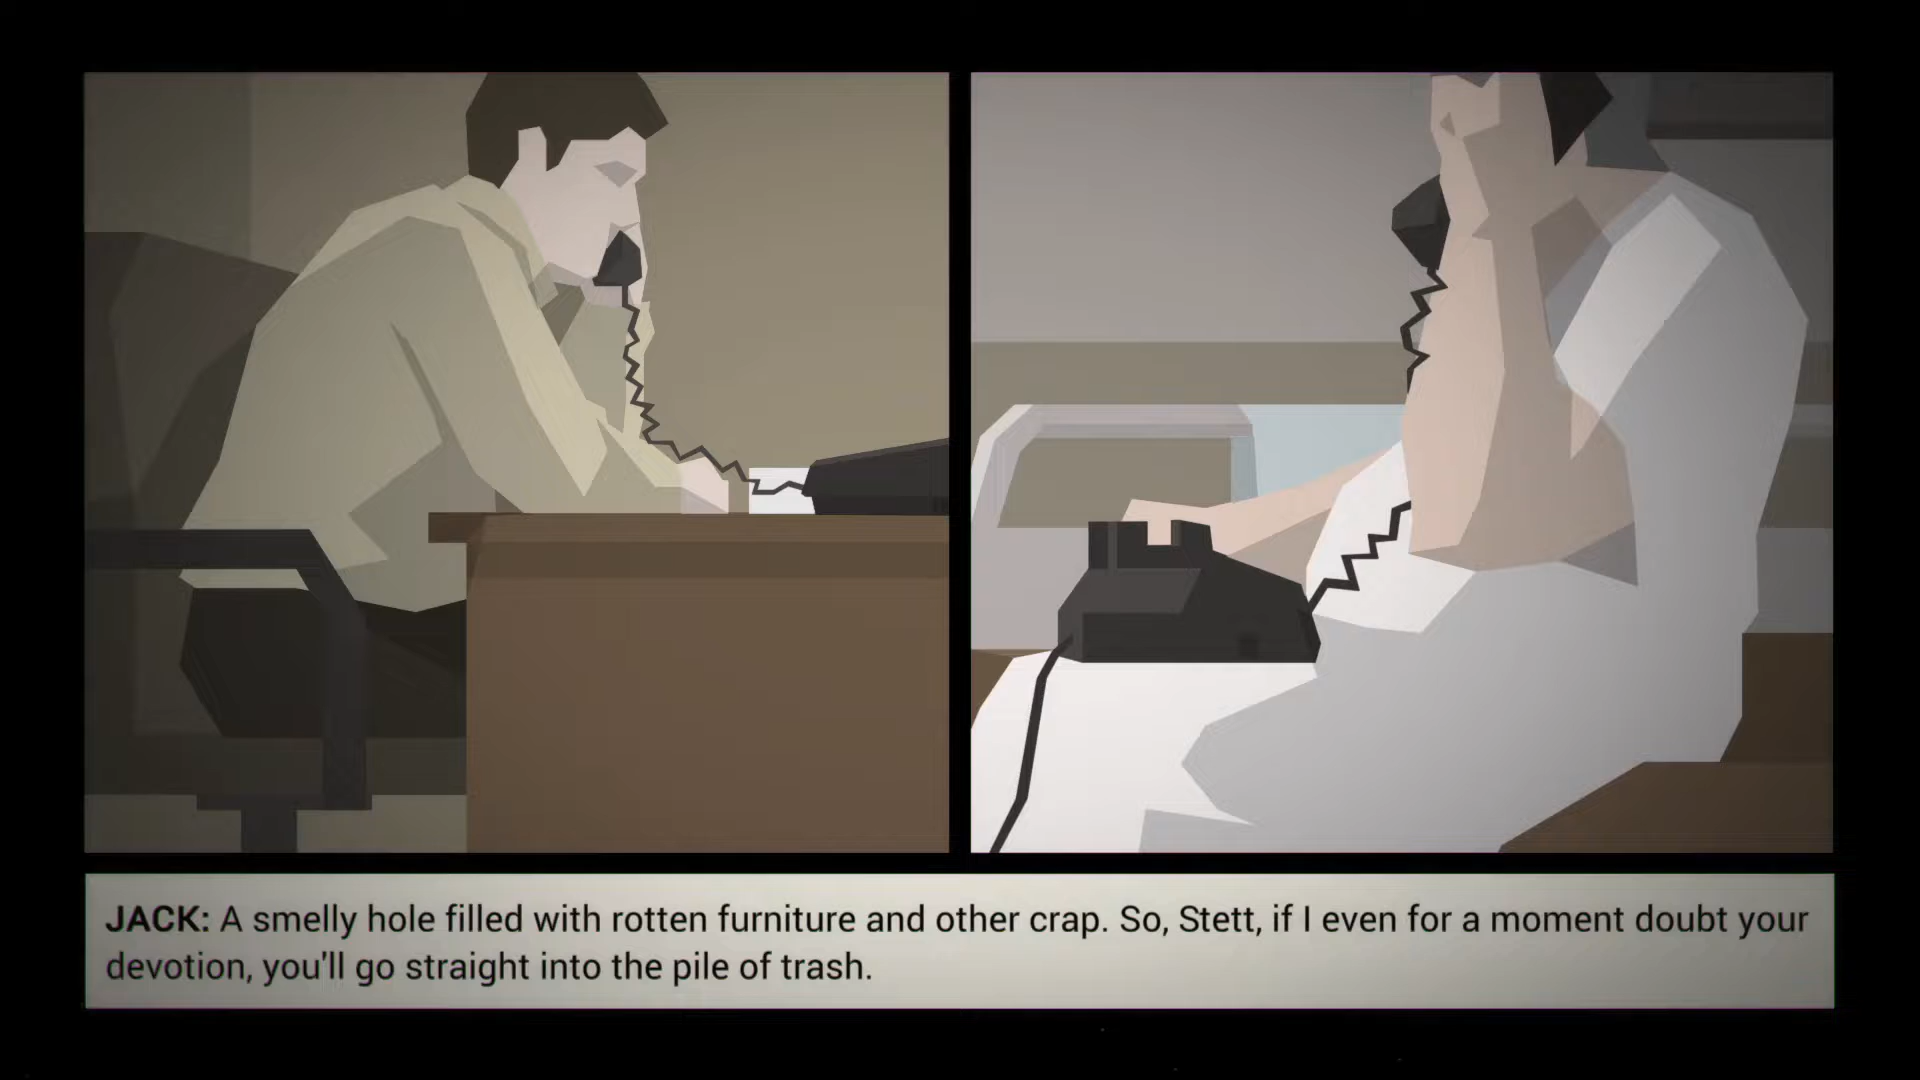 JACK: A smelly hole filled with rotten furniture and other crap. So, Stett, if I even for a moment doubt your
devotion, you'll go straight into the pile of trash.